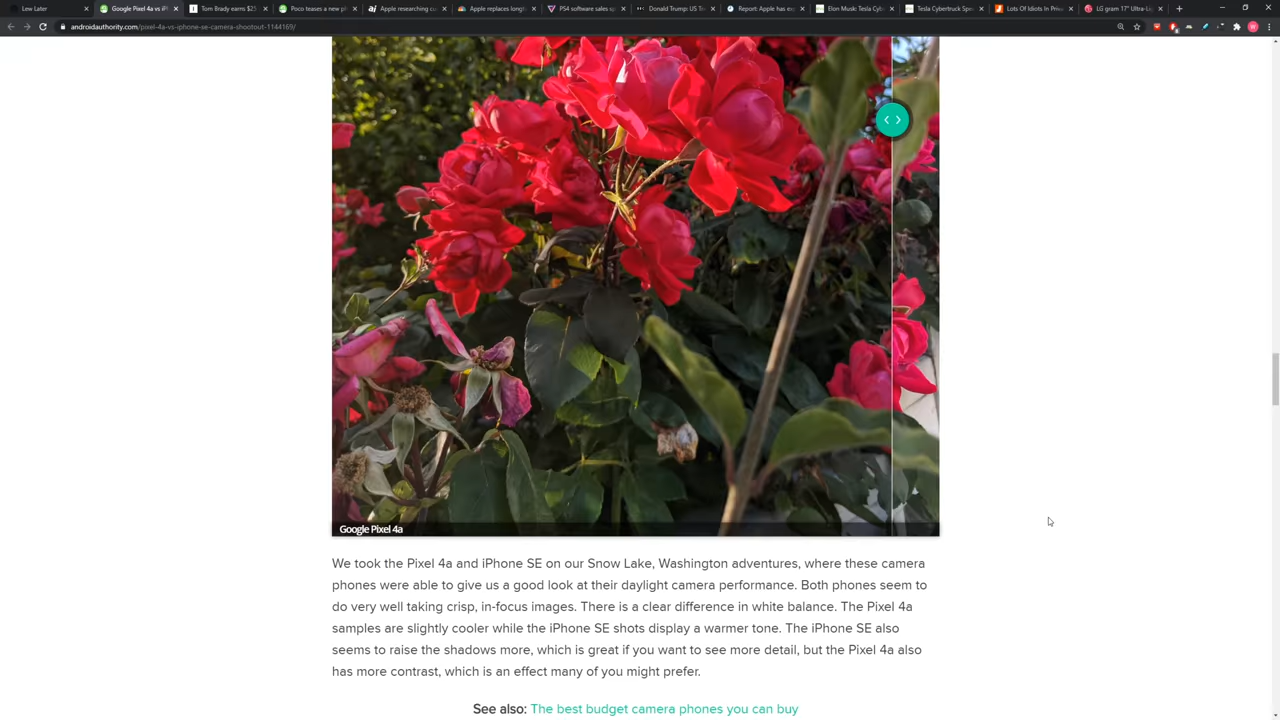 Lew Later
Google Pixel 4a vs iP
Tom Brady earns $25
Poco teases a new p
Apple researching c
Apple replaces long
PS4 software sales u
Donald Trump: US Te
Report: Apple has ex
Elon Musk: Tesla Cyb
Tesla Cybertruck Spe
Lots Of Idiots In Priva
LG gram 17" Ultra-Li
androidauthority.com/pixel-4a-vs-iphone-se-camera-shootout-1144169/
Google Pixel 4a
We took the Pixel 4a and iPhone SE on our Snow Lake, Washington adventures, where these camera
phones were able to give us a good look at their daylight camera performance. Both phones seem to
do very well taking crisp, in-focus images. There is a clear difference in white balance. The Pixel 4a
samples are slightly cooler while the iPhone SE shots display a warmer tone. The iPhone SE also
seems to raise the shadows more, which is great if you want to see more detail, but the Pixel 4a also
has more contrast, which is an effect many of you might prefer.
See also: The best budget camera phones you can buy